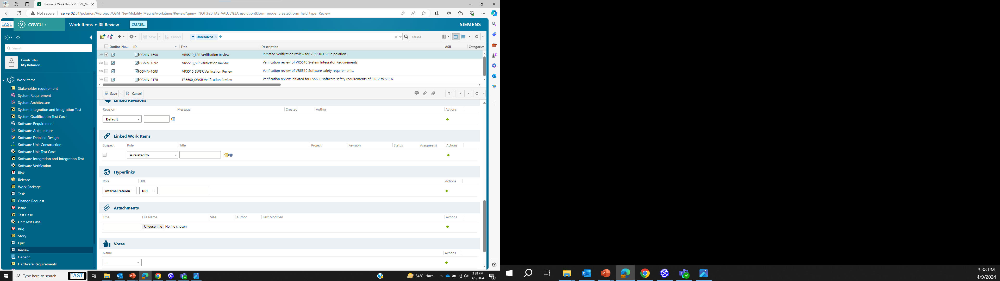 Review < Work Items < CGM_Ne
Not secure server02:81/polarion/#/project/CGM_NewMobility_Magna/workitems/Review?query=NOT%20HAS_VALUE%3Aresolution&form_mode=create&form_field_type=Review
IAST CGVCU Work Items Review CREATE... SIEMENS
Save Cancel Unresolved 4 found
Search
Harish Sahu
My Polarion
Work Items
Stakeholder requirement
System Requirement
System Architecture
System Integration and Integration Test
System Qualification Test Case
Software Requirement
Software Architecture
Software Detailed Design
Software Unit Construction
Software Unit Test Case
Software Integration and Integration Test
Software Verification
Risk
Release
Work Package
Task
Change Request
Issue
Test Case
Unit Test Case
Bug
Story
Epic
Review
Generic
Hardware Requirements
Outline Nu... ID Title Description ASIL Categories
CGMN-1690 VR5510_FSR Verification Review Initiated Verification review for VR5510 FSR in polarion.
CGMN-1692 VR5510_SIR Verification Review Verification review of VR5510 System Integrator Requirements.
CGMN-1693 VR5510_SWSR Verification Review Verification review of VR5510 Software safety requirements.
CGMN-2178 FS5600_SWSR Verification Review Verification review initiated for FS5600 software safety requirements of SIR-2 to SIR-6.
Save Cancel
Linked Revisions
Revision Message Created Author Actions
Default
Linked Work Items
Suspect Role Title Project Revision Status Assignee(s) Actions
is related to
Hyperlinks
Role URL Actions
internal referen URL
Attachments
Title File Name Size Author Last Modified Actions
Choose File No file chosen
Votes
Name Actions
--
Type here to search IAST 34°C Haze 3:38 PM
4/9/2024
5
3:38 PM
4/9/2024